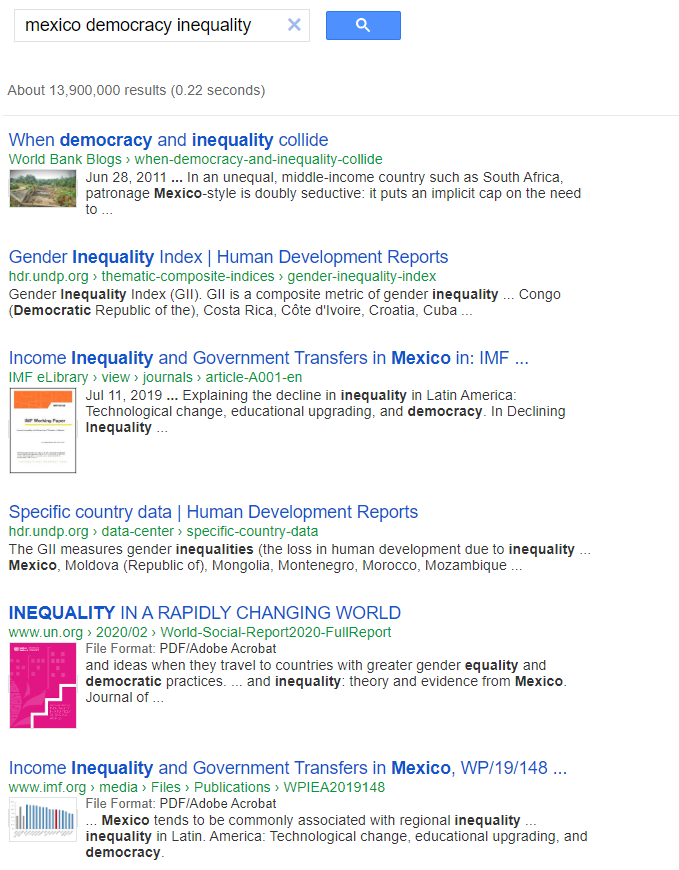 mexico democracy inequality
About 13,900,000 results (0.22 seconds)
When democracy and inequality collide
World Bank Blogs › when-democracy-and-inequality-collide
Jun 28, 2011 ... In an unequal, middle-income country such as South Africa,
patronage Mexico-style is doubly seductive: it puts an implicit cap on the need
to ...
Gender Inequality Index | Human Development Reports
hdr.undp.org › thematic-composite-indices › gender-inequality-index
Gender Inequality Index (GII). GII is a composite metric of gender inequality ... Congo
(Democratic Republic of the), Costa Rica, Côte d'Ivoire, Croatia, Cuba ...
Income Inequality and Government Transfers in Mexico in: IMF ...
IMF eLibrary › view › journals › article-A001-en
Jul 11, 2019 ... Explaining the decline in inequality in Latin America:
Technological change, educational upgrading, and democracy. In Declining
Inequality ...
IMF Working Paper
Specific country data | Human Development Reports
hdr.undp.org › data-center › specific-country-data
The GII measures gender inequalities (the loss in human development due to inequality ...
Mexico, Moldova (Republic of), Mongolia, Montenegro, Morocco, Mozambique ...
INEQUALITY IN A RAPIDLY CHANGING WORLD
www.un.org › 2020/02 › World-Social-Report2020-FullReport
File Format: PDF/Adobe Acrobat
and ideas when they travel to countries with greater gender equality and
democratic practices. ... and inequality: theory and evidence from Mexico.
Journal of ...
Income Inequality and Government Transfers in Mexico, WP/19/148 ...
www.imf.org › media › Files › Publications › WPIEA2019148
File Format: PDF/Adobe Acrobat
... Mexico tends to be commonly associated with regional inequality ...
inequality in Latin. America: Technological change, educational upgrading, and
democracy.